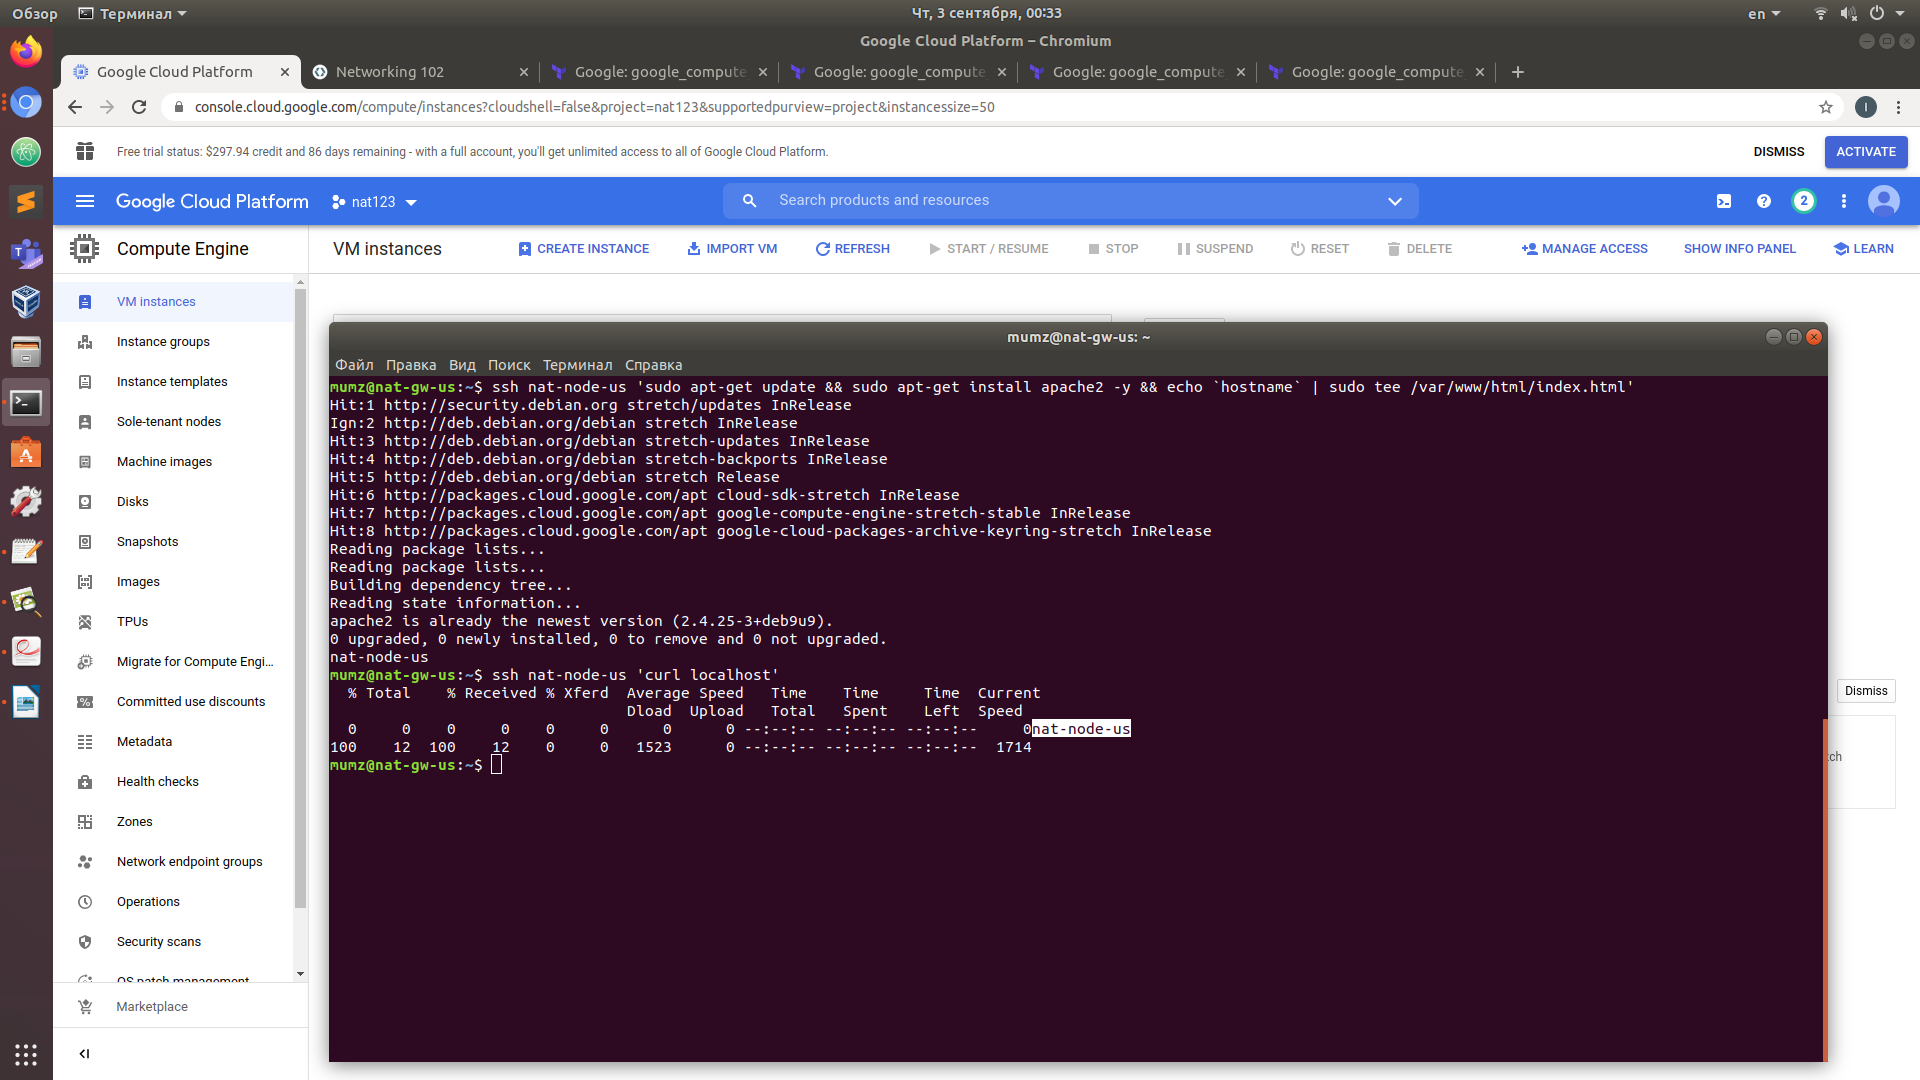 Обзор
Терминал
Чт, 3 сентября, 00:33
en
Google Cloud Platform – Chromium
Google Cloud Platform
Networking 102
Google: google_compute
Google: google_compute
Google: google_compute
Google: google_compute
console.cloud.google.com/compute/instances?cloudshell=false&project=nat123&supportedpurview=project&instancessize=50
I
Free trial status: $297.94 credit and 86 days remaining - with a full account, you'll get unlimited access to all of Google Cloud Platform.
DISMISS
ACTIVATE
Google Cloud Platform
nat123
Search products and resources
2
Compute Engine
VM instances
CREATE INSTANCE
IMPORT VM
REFRESH
START / RESUME
STOP
SUSPEND
RESET
DELETE
MANAGE ACCESS
SHOW INFO PANEL
LEARN
VM instances
Instance groups
Instance templates
Sole-tenant nodes
Machine images
Disks
Snapshots
Images
TPUs
Migrate for Compute Engi...
Committed use discounts
Metadata
Health checks
Zones
Network endpoint groups
Operations
Security scans
OS patch management
Marketplace
mumz@nat-gw-us: ~
Файл Правка Вид Поиск Терминал Справка
mumz@nat-gw-us:~$ ssh nat-node-us 'sudo apt-get update && sudo apt-get install apache2 -y && echo `hostname` | sudo tee /var/www/html/index.html'
Hit:1 http://security.debian.org stretch/updates InRelease
Ign:2 http://deb.debian.org/debian stretch InRelease
Hit:3 http://deb.debian.org/debian stretch-updates InRelease
Hit:4 http://deb.debian.org/debian stretch-backports InRelease
Hit:5 http://deb.debian.org/debian stretch Release
Hit:6 http://packages.cloud.google.com/apt cloud-sdk-stretch InRelease
Hit:7 http://packages.cloud.google.com/apt google-compute-engine-stretch-stable InRelease
Hit:8 http://packages.cloud.google.com/apt google-cloud-packages-archive-keyring-stretch InRelease
Reading package lists...
Reading package lists...
Building dependency tree...
Reading state information...
apache2 is already the newest version (2.4.25-3+deb9u9).
0 upgraded, 0 newly installed, 0 to remove and 0 not upgraded.
nat-node-us
mumz@nat-gw-us:~$ ssh nat-node-us 'curl localhost'
% Total % Received % Xferd Average Speed Time Time Time Current
Dload Upload Total Spent Left Speed
0 0 0 0 0 0 0 0 --:--:-- --:--:-- --:--:-- 0nat-node-us
100 12 100 12 0 0 1523 0 --:--:-- --:--:-- --:--:-- 1714
mumz@nat-gw-us:~$
Dismiss
tch